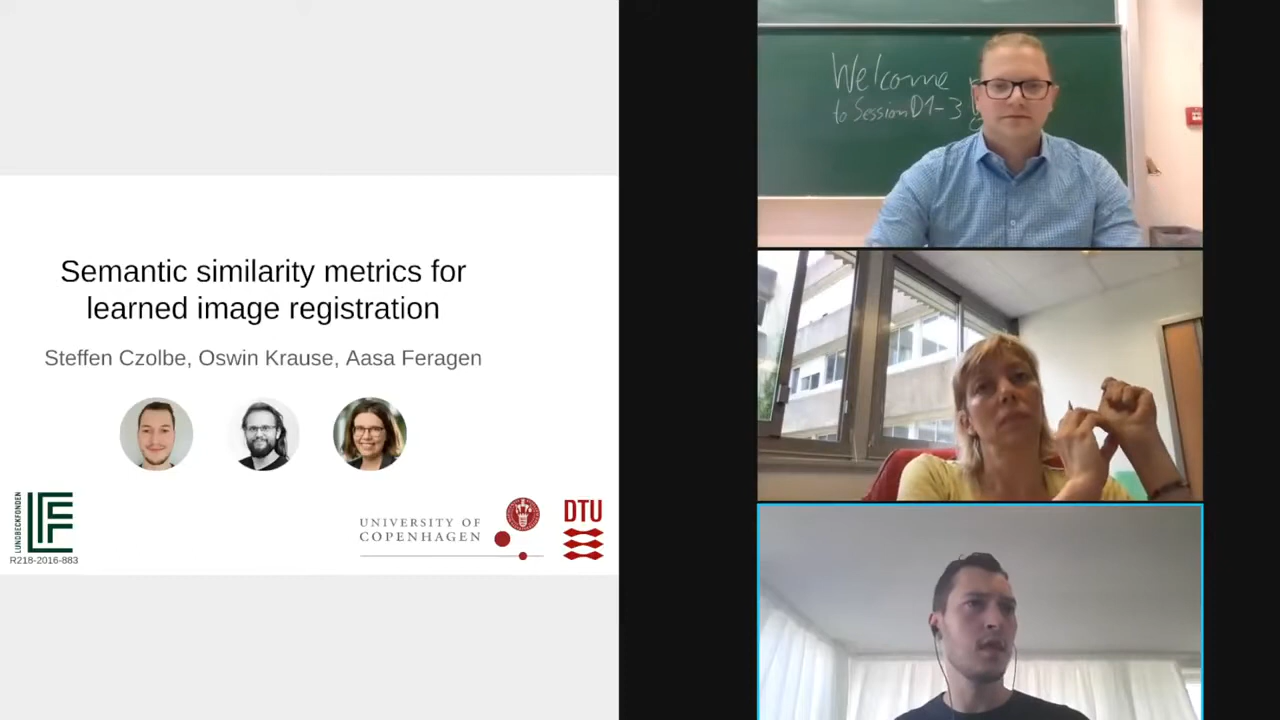 Semantic similarity metrics for
learned image registration
Steffen Czolbe, Oswin Krause, Aasa Feragen
LUNDBECKFONDEN
R218-2016-883
UNIVERSITY OF
COPENHAGEN
DTU
Welcome
to Session D1-3